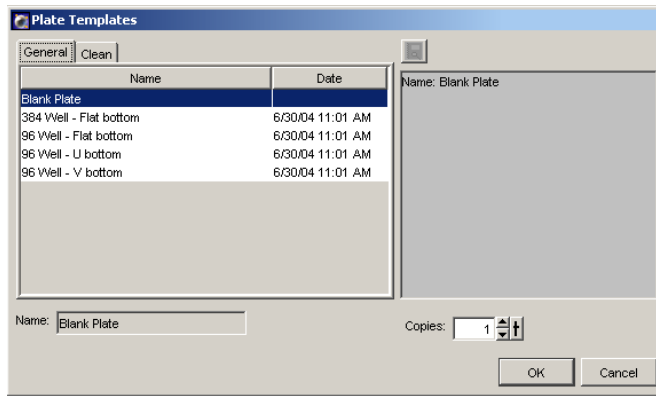 Plate Templates
General Clean
Name Date
Blank Plate
384 Well - Flat bottom 6/30/04 11:01 AM
96 Well - Flat bottom 6/30/04 11:01 AM
96 Well - U bottom 6/30/04 11:01 AM
96 Well - V bottom 6/30/04 11:01 AM
Name: Blank Plate
Name: Blank Plate
Copies: 1
OK Cancel